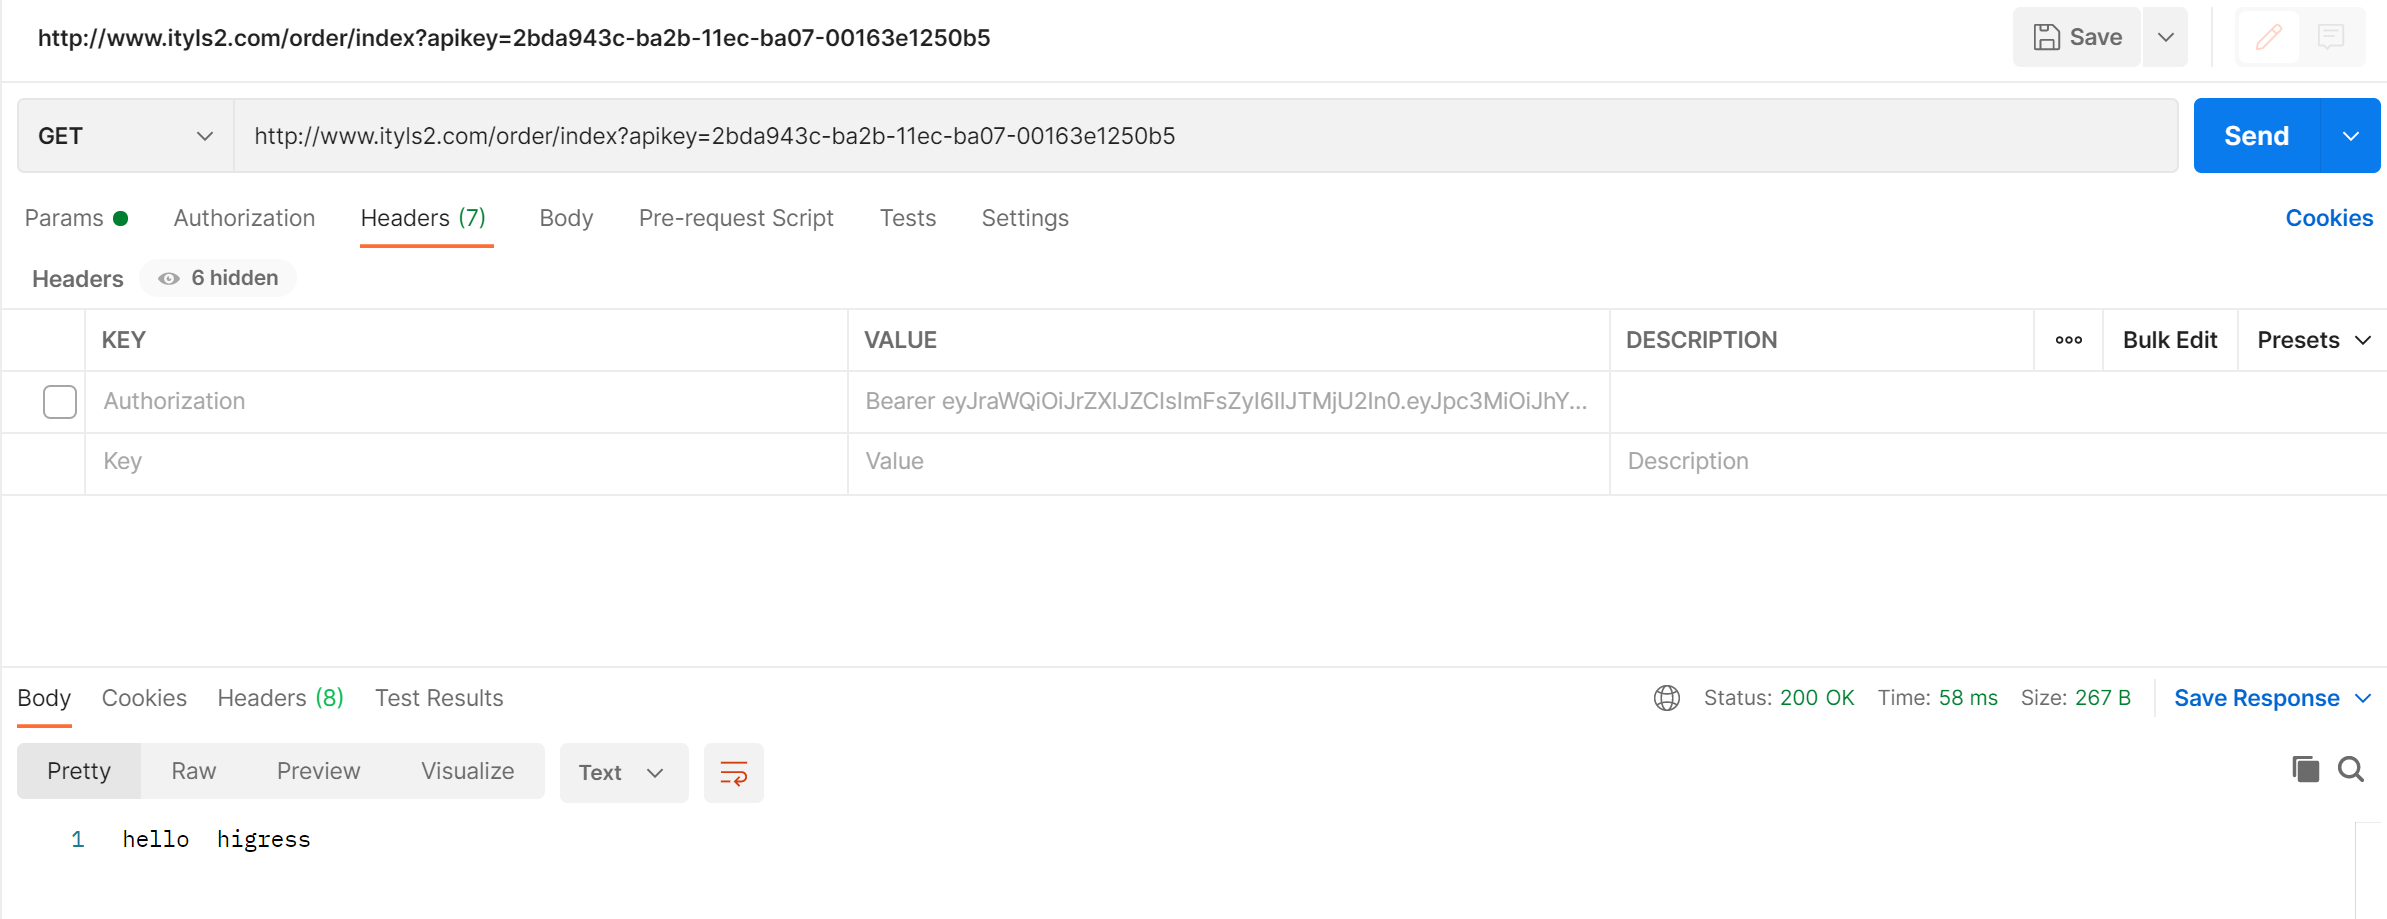 http://www.ityls2.com/order/index?apikey=2bda943c-ba2b-11ec-ba07-00163e1250b5
Save
GET
http://www.ityls2.com/order/index?apikey=2bda943c-ba2b-11ec-ba07-00163e1250b5
Send
Params Authorization Headers (7) Body Pre-request Script Tests Settings Cookies
Headers 6 hidden
KEY VALUE DESCRIPTION Bulk Edit Presets
Authorization Bearer eyJraWQiOiJrZXlJZCIsImFsZyI6IlJTMjU2In0.eyJpc3MiOiJhY...
Key Value Description
Body Cookies Headers (8) Test Results Status: 200 OK Time: 58 ms Size: 267 B Save Response
Pretty Raw Preview Visualize Text
1 hello  higress